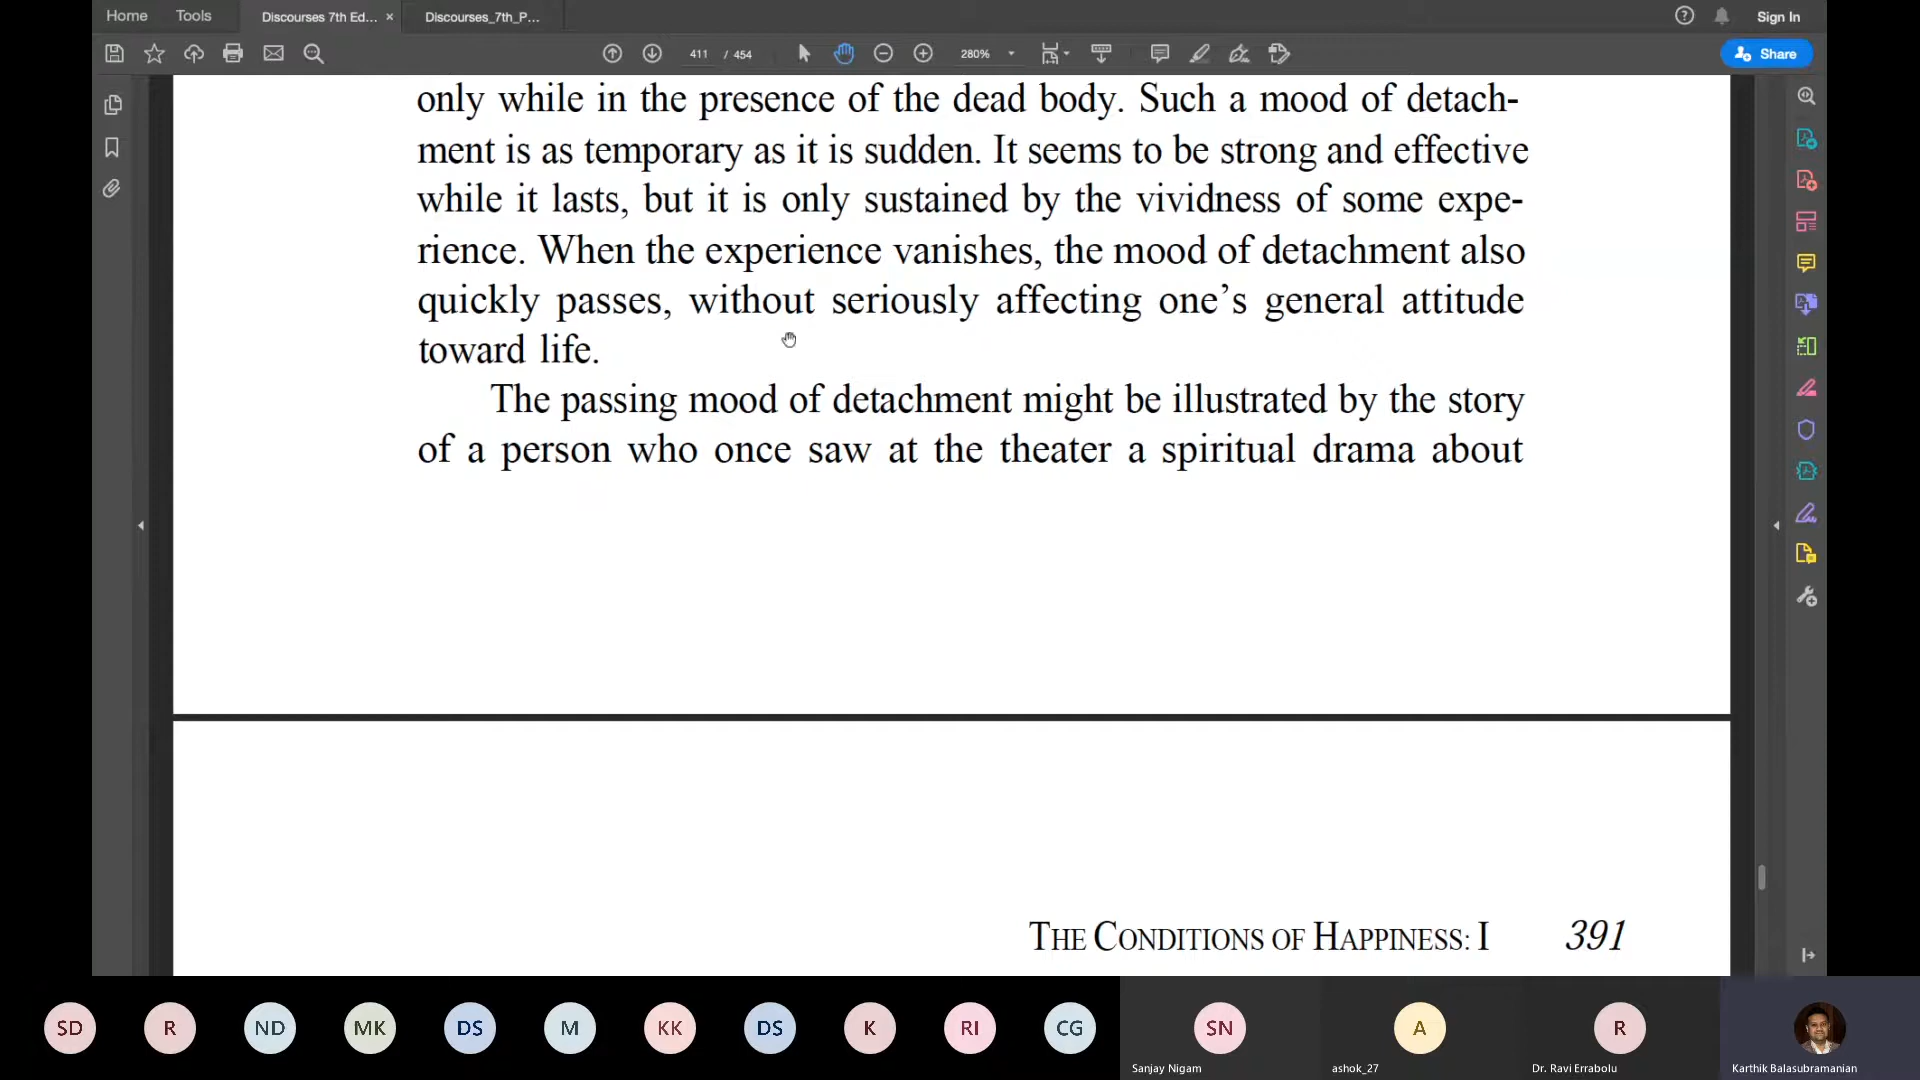 Home Tools Discourses 7th Ed... × Discourses_7th_P... Sign In
411 / 454 280% Share
only while in the presence of the dead body. Such a mood of detach-
ment is as temporary as it is sudden. It seems to be strong and effective
while it lasts, but it is only sustained by the vividness of some expe-
rience. When the experience vanishes, the mood of detachment also
quickly passes, without seriously affecting one’s general attitude
toward life.
The passing mood of detachment might be illustrated by the story
of a person who once saw at the theater a spiritual drama about
THE CONDITIONS OF HAPPINESS: I 391
SD R ND MK DS M KK DS K RI CG SN A R
Sanjay Nigam ashok_27 Dr. Ravi Errabolu Karthik Balasubramanian